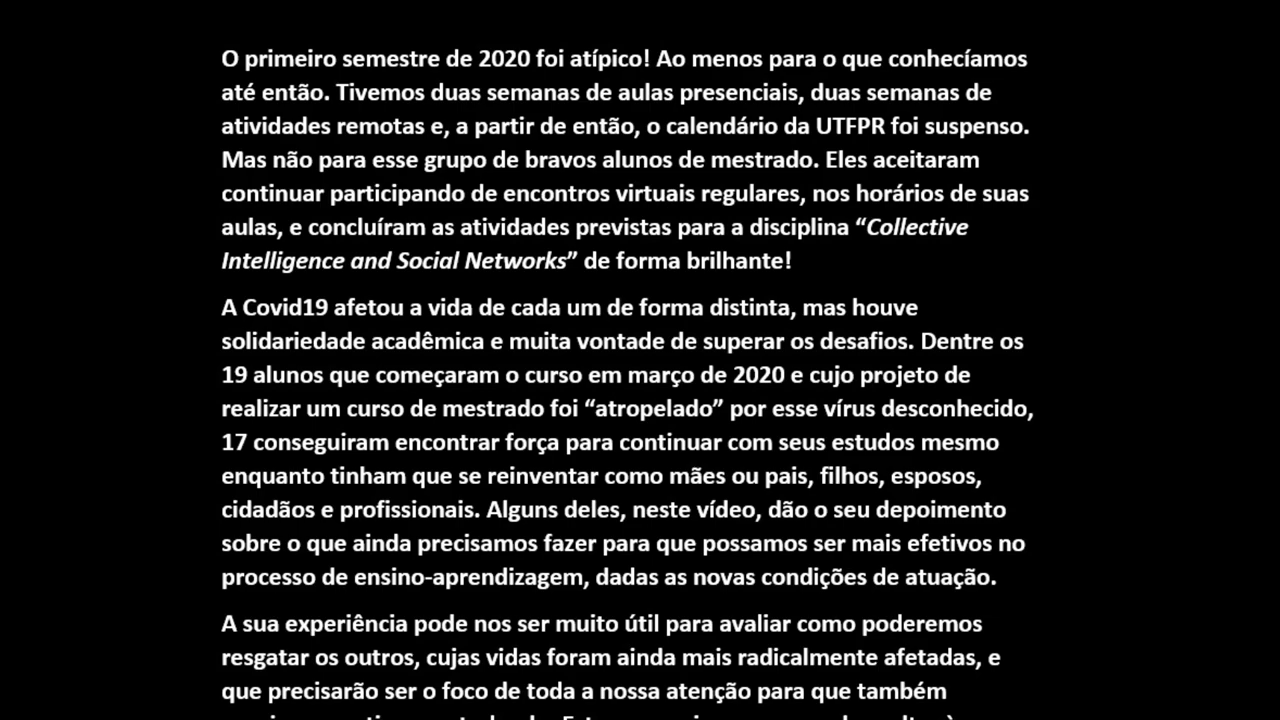 O primeiro semestre de 2020 foi atípico! Ao menos para o que conhecíamos
até então. Tivemos duas semanas de aulas presenciais, duas semanas de
atividades remotas e, a partir de então, o calendário da UTFPR foi suspenso.
Mas não para esse grupo de bravos alunos de mestrado. Eles aceitaram
continuar participando de encontros virtuais regulares, nos horários de suas
aulas, e concluíram as atividades previstas para a disciplina “Collective
Intelligence and Social Networks” de forma brilhante!
A Covid19 afetou a vida de cada um de forma distinta, mas houve
solidariedade acadêmica e muita vontade de superar os desafios. Dentre os
19 alunos que começaram o curso em março de 2020 e cujo projeto de
realizar um curso de mestrado foi “atropelado” por esse vírus desconhecido,
17 conseguiram encontrar força para continuar com seus estudos mesmo
enquanto tinham que se reinventar como mães ou pais, filhos, esposos,
cidadãos e profissionais. Alguns deles, neste vídeo, dão o seu depoimento
sobre o que ainda precisamos fazer para que possamos ser mais efetivos no
processo de ensino-aprendizagem, dadas as novas condições de atuação.
A sua experiência pode nos ser muito útil para avaliar como poderemos
resgatar os outros, cujas vidas foram ainda mais radicalmente afetadas, e
que precisarão ser o foco de toda a nossa atenção para que também